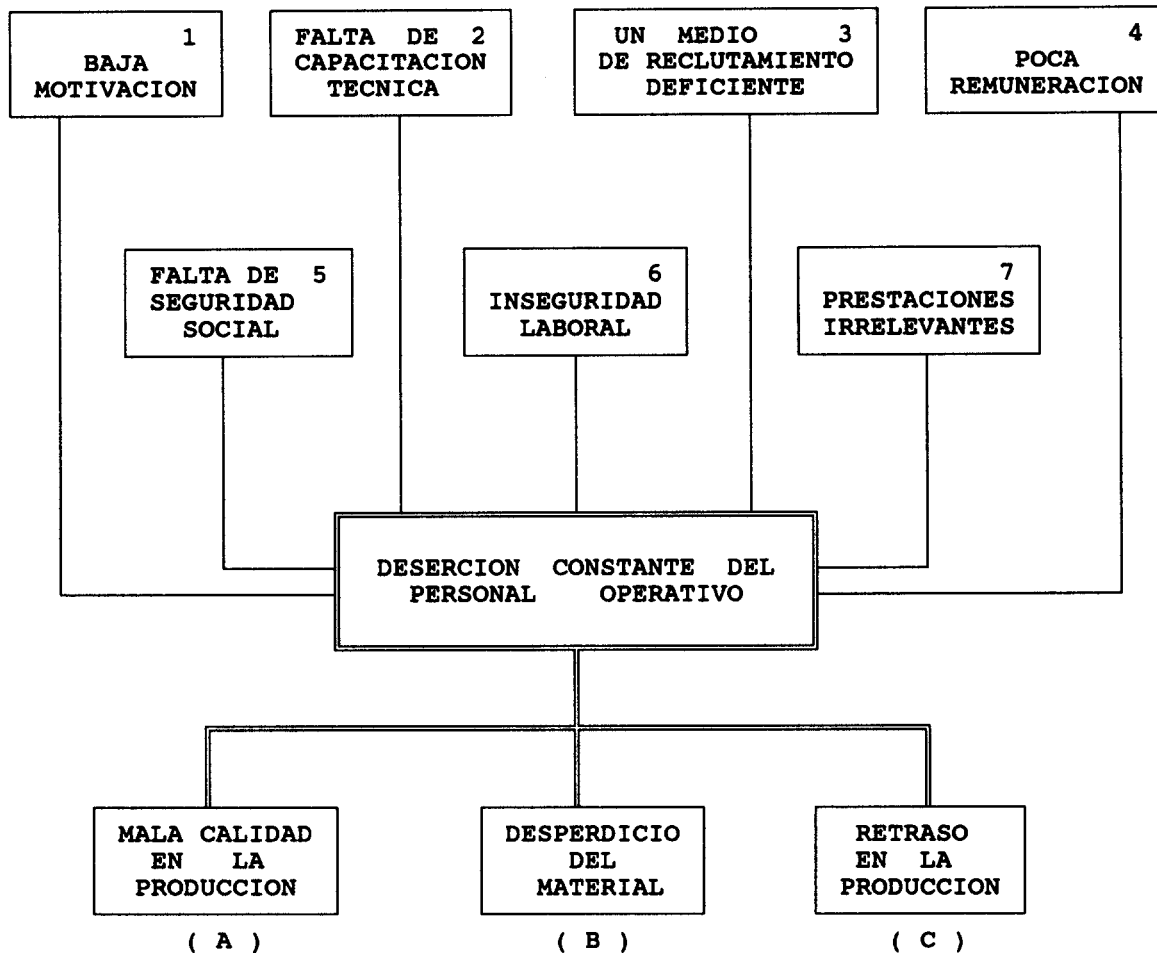 1
BAJA
MOTIVACION
FALTA DE 2
CAPACITACION
TECNICA
UN MEDIO 3
DE RECLUTAMIENTO
DEFICIENTE
4
POCA
REMUNERACION
FALTA DE 5
SEGURIDAD
SOCIAL
6
INSEGURIDAD
LABORAL
7
PRESTACIONES
IRRELEVANTES
DESERCION CONSTANTE DEL
PERSONAL OPERATIVO
MALA CALIDAD
EN LA
PRODUCCION
( A )
DESPERDICIO
DEL
MATERIAL
( B )
RETRASO
EN LA
PRODUCCION
( C )